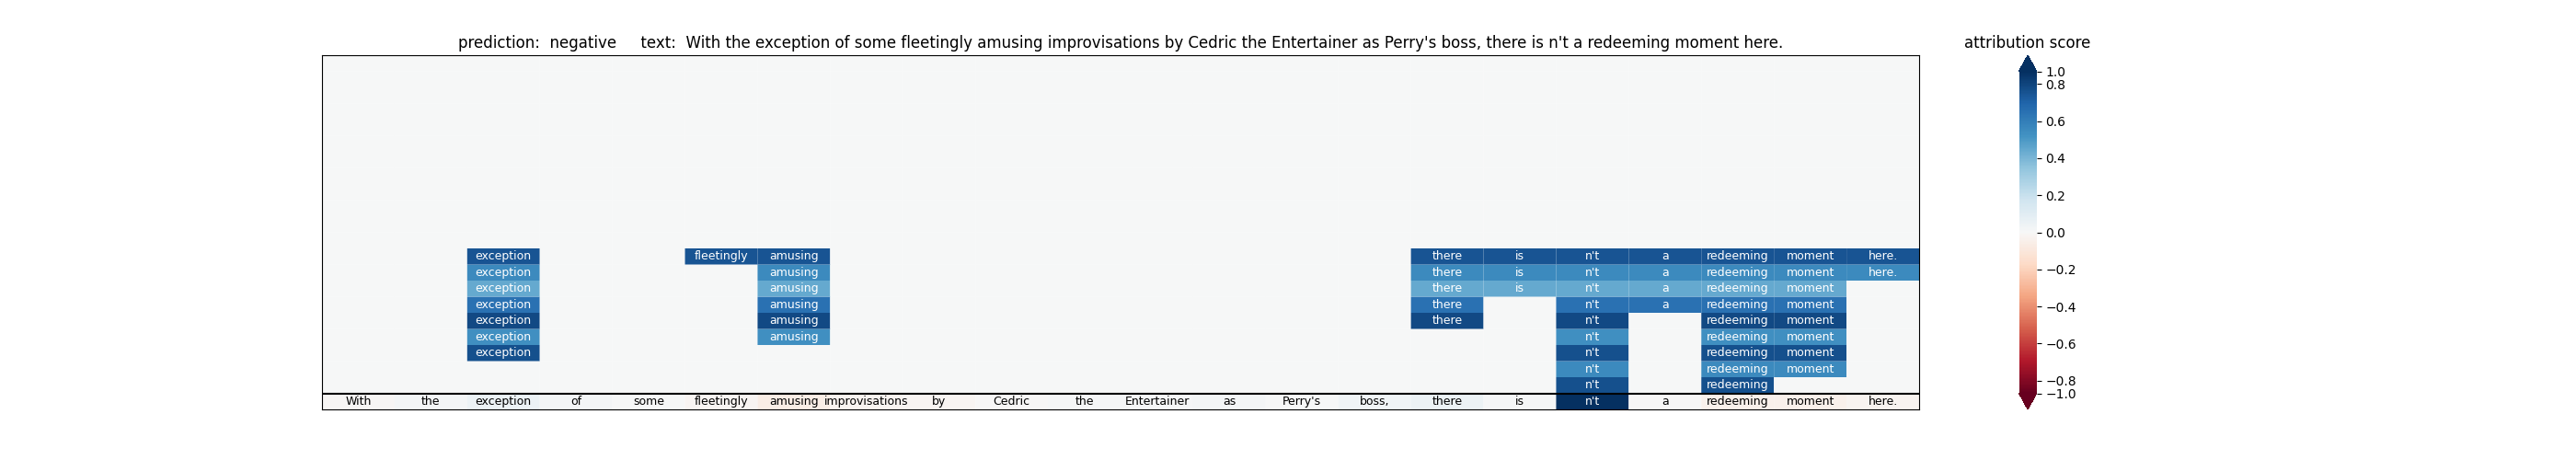 prediction:  negative     text:  With the exception of some fleetingly amusing improvisations by Cedric the Entertainer as Perry's boss, there is n't a redeeming moment here.
attribution score
1.0
0.8
0.6
0.4
0.2
0.0
−0.2
−0.4
−0.6
−0.8
−1.0
exception fleetingly amusing there is n't a redeeming moment here.
exception amusing there is n't a redeeming moment here.
exception amusing there is n't a redeeming moment
exception amusing there n't a redeeming moment
exception amusing there n't redeeming moment
exception amusing n't redeeming moment
exception n't redeeming moment
n't redeeming moment
n't redeeming
With the exception of some fleetingly amusing improvisations by Cedric the Entertainer as Perry's boss, there is n't a redeeming moment here.